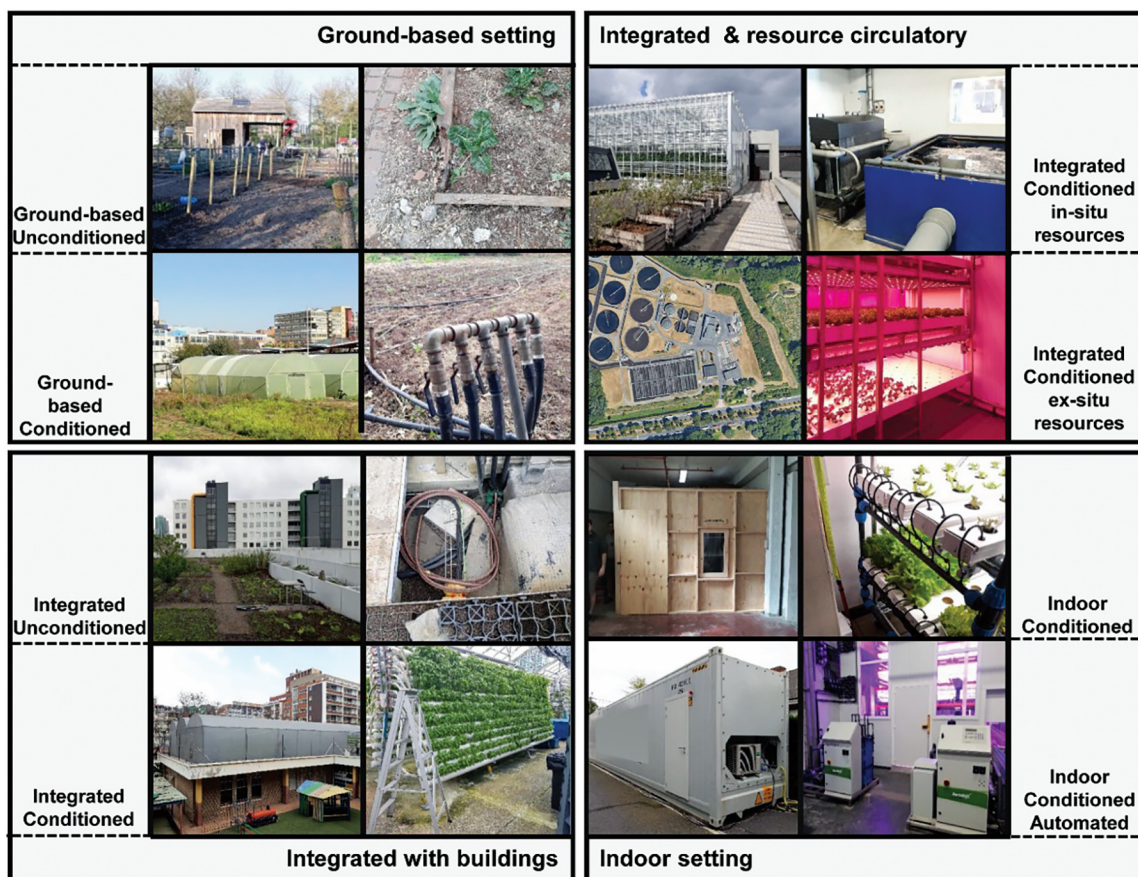 Ground-based setting
Ground-based
Unconditioned
Ground-
based
Conditioned
Integrated & resource circulatory
Integrated
Conditioned
in-situ
resources
Integrated
Conditioned
ex-situ
resources
Integrated
Unconditioned
Integrated
Conditioned
Integrated with buildings
Indoor
Conditioned
Indoor
Conditioned
Automated
Indoor setting